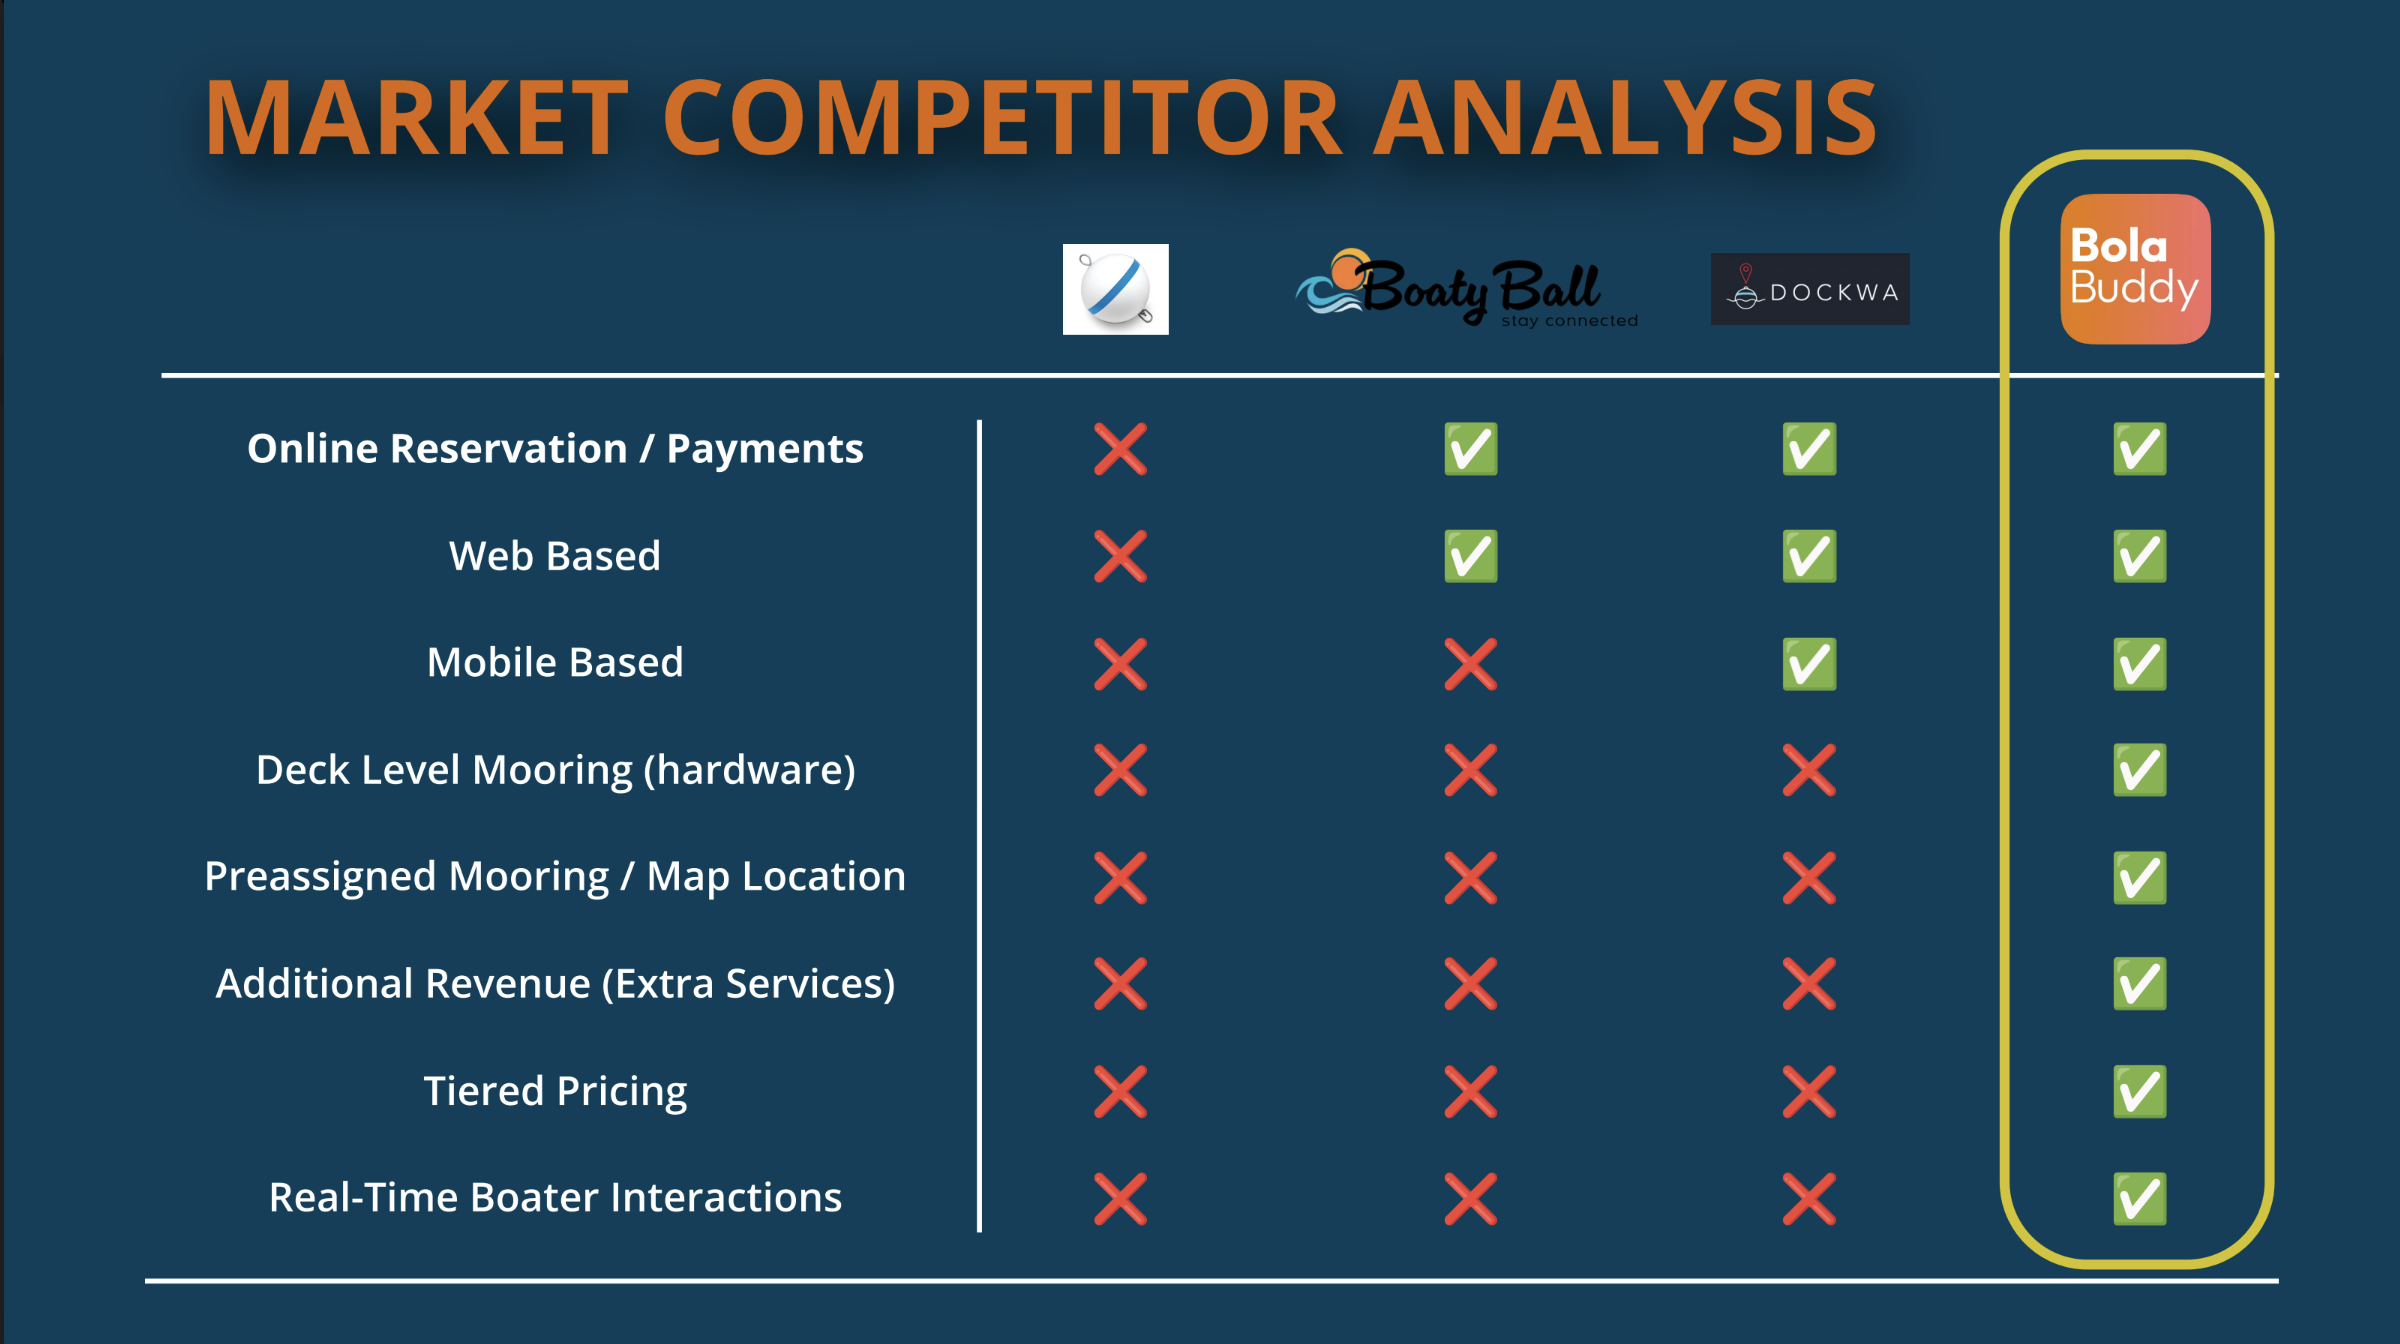 MARKET COMPETITOR ANALYSIS
Boaty Ball
stay connected
DOCKWA
Bola
Buddy
Online Reservation / Payments
Web Based
Mobile Based
Deck Level Mooring (hardware)
Preassigned Mooring / Map Location
Additional Revenue (Extra Services)
Tiered Pricing
Real-Time Boater Interactions